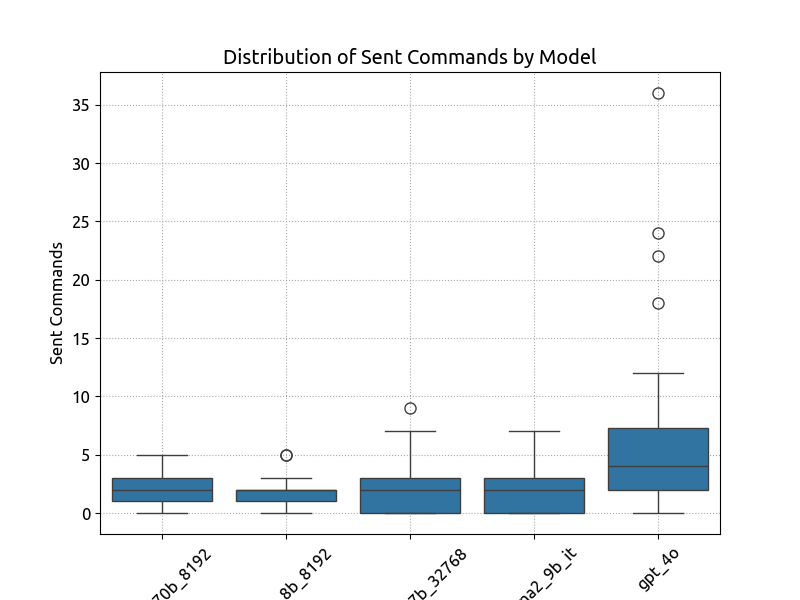 Distribution of Sent Commands by Model
Sent Commands
35
30
25
20
15
10
5
0
70b_8192
8b_8192
7b_32768
na2_9b_it
gpt_4o